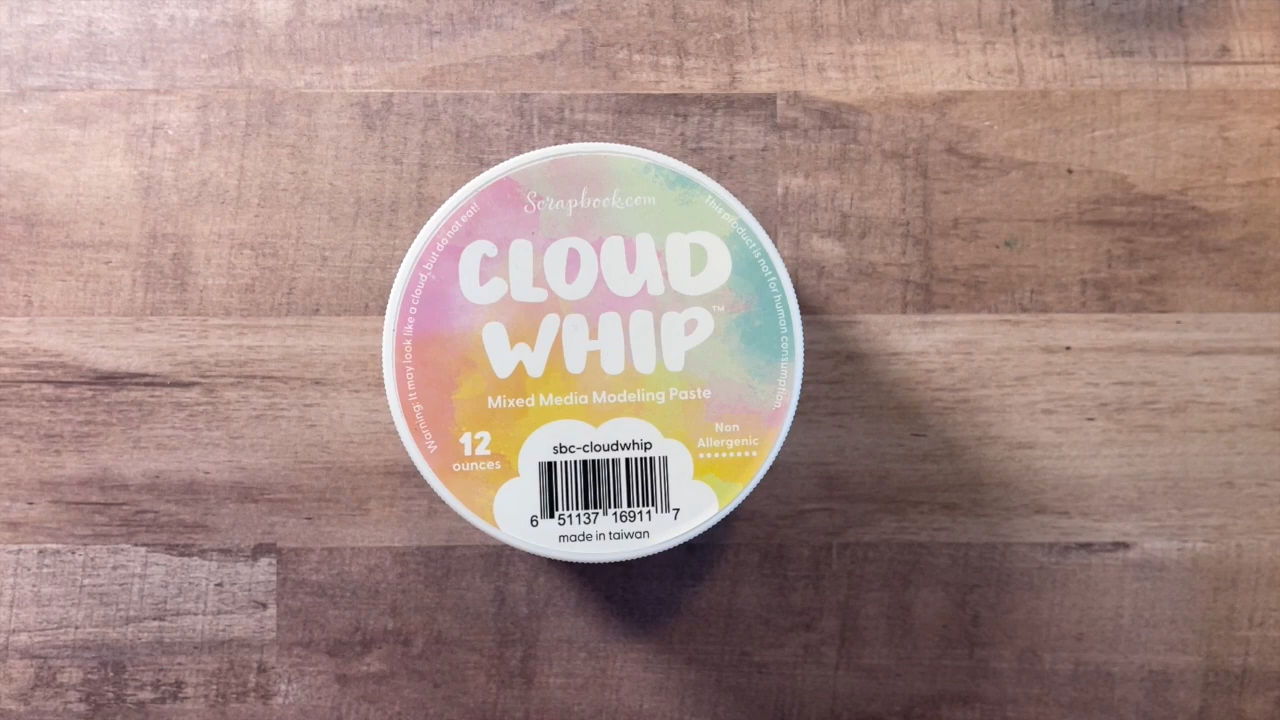 Scrapbook.com
CLOUD
WHIP™
Mixed Media Modeling Paste
Warning: It may look like a cloud, but do not eat!
This product is not for human consumption.
12
ounces
Non
Allergenic
sbc-cloudwhip
6 51137 16911 7
made in taiwan